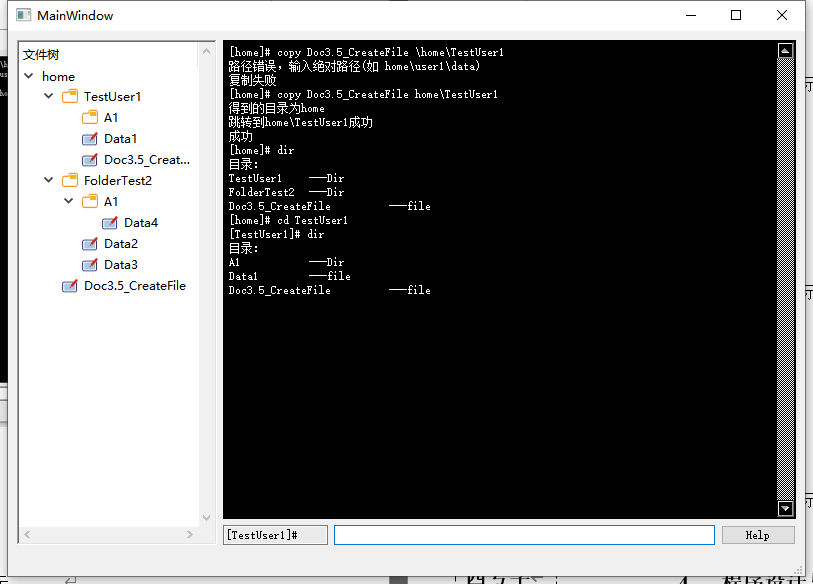 MainWindow
文件树
home
TestUser1
A1
Data1
Doc3.5_Creat...
FolderTest2
A1
Data4
Data2
Data3
Doc3.5_CreateFile
[home]# copy Doc3.5_CreateFile \home\TestUser1
路径错误，输入绝对路径(如 home\user1\data)
复制失败
[home]# copy Doc3.5_CreateFile home\TestUser1
得到的目录为home
跳转到home\TestUser1成功
成功
[home]# dir
目录:
TestUser1    ---Dir
FolderTest2  ---Dir
Doc3.5_CreateFile         ---file
[home]# cd TestUser1
[TestUser1]# dir
目录:
A1           ---Dir
Data1        ---file
Doc3.5_CreateFile         ---file
[TestUser1]#
Help